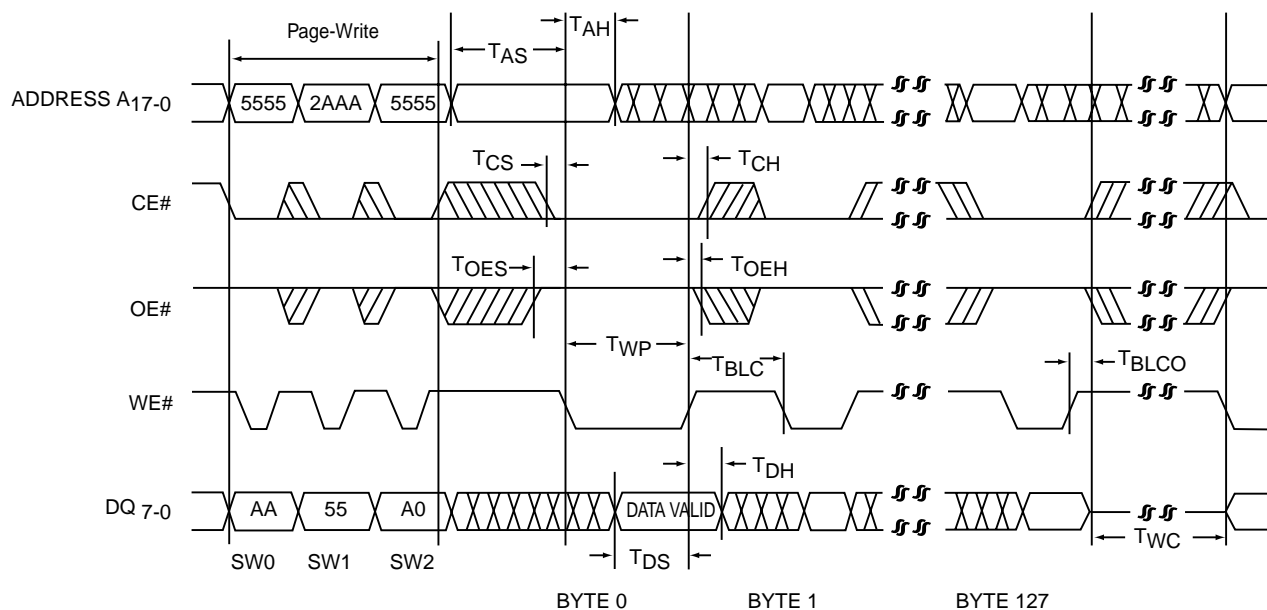 Page-Write
TAS
TAH
ADDRESS A17-0
5555
2AAA
5555
TCS
TCH
CE#
TOES
TOEH
OE#
TWP
TBLC
TBLCO
WE#
TDH
DQ 7-0
AA
55
A0
DATA VALID
SW0
SW1
SW2
TDS
TWC
BYTE 0
BYTE 1
BYTE 127